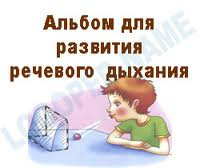 Альбом для
развития
речевого дыхания